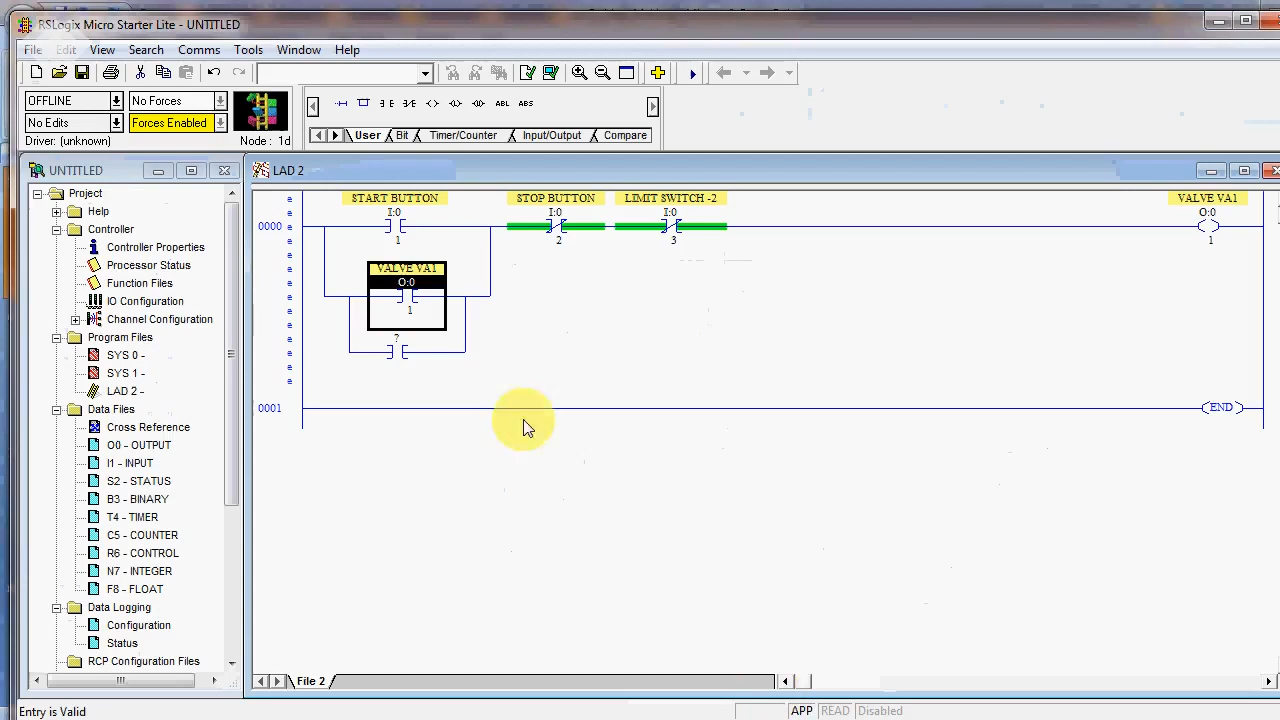 RSLogix Micro Starter Lite - UNTITLED
File Edit View Search Comms Tools Window Help
OFFLINE No Forces
No Edits Forces Enabled
Driver: (unknown) Node : 1d
ABL ABS
User Bit Timer/Counter Input/Output Compare
UNTITLED
Project
Help
Controller
Controller Properties
Processor Status
Function Files
IO Configuration
Channel Configuration
Program Files
SYS 0 -
SYS 1 -
LAD 2 -
Data Files
Cross Reference
O0 - OUTPUT
I1 - INPUT
S2 - STATUS
B3 - BINARY
T4 - TIMER
C5 - COUNTER
R6 - CONTROL
N7 - INTEGER
F8 - FLOAT
Data Logging
Configuration
Status
RCP Configuration Files
LAD 2
START BUTTON STOP BUTTON LIMIT SWITCH -2 VALVE VA1
I:0 I:0 I:0 O:0
0000
1 2 3 1
VALVE VA1
O:0
1
?
e
e
e
e
e
e
e
e
e
e
e
e
e
0001 END
File 2
Entry is Valid APP READ Disabled